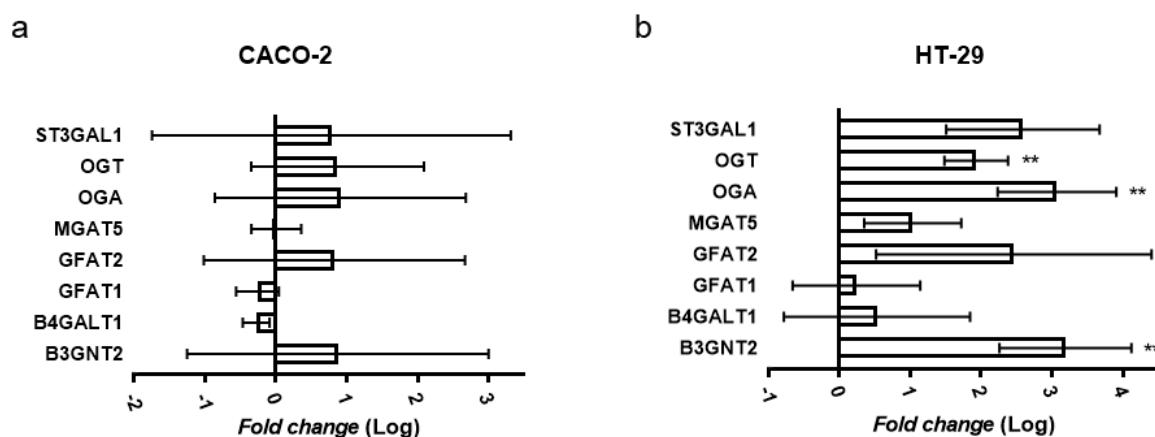 a
CACO-2
ST3GAL1
OGT
OGA
MGAT5
GFAT2
GFAT1
B4GALT1
B3GNT2
-2 -1 0 1 2 3
Fold change (Log)
b
HT-29
ST3GAL1
OGT **
OGA **
MGAT5
GFAT2
GFAT1
B4GALT1
B3GNT2 **
-1 0 1 2 3 4
Fold change (Log)